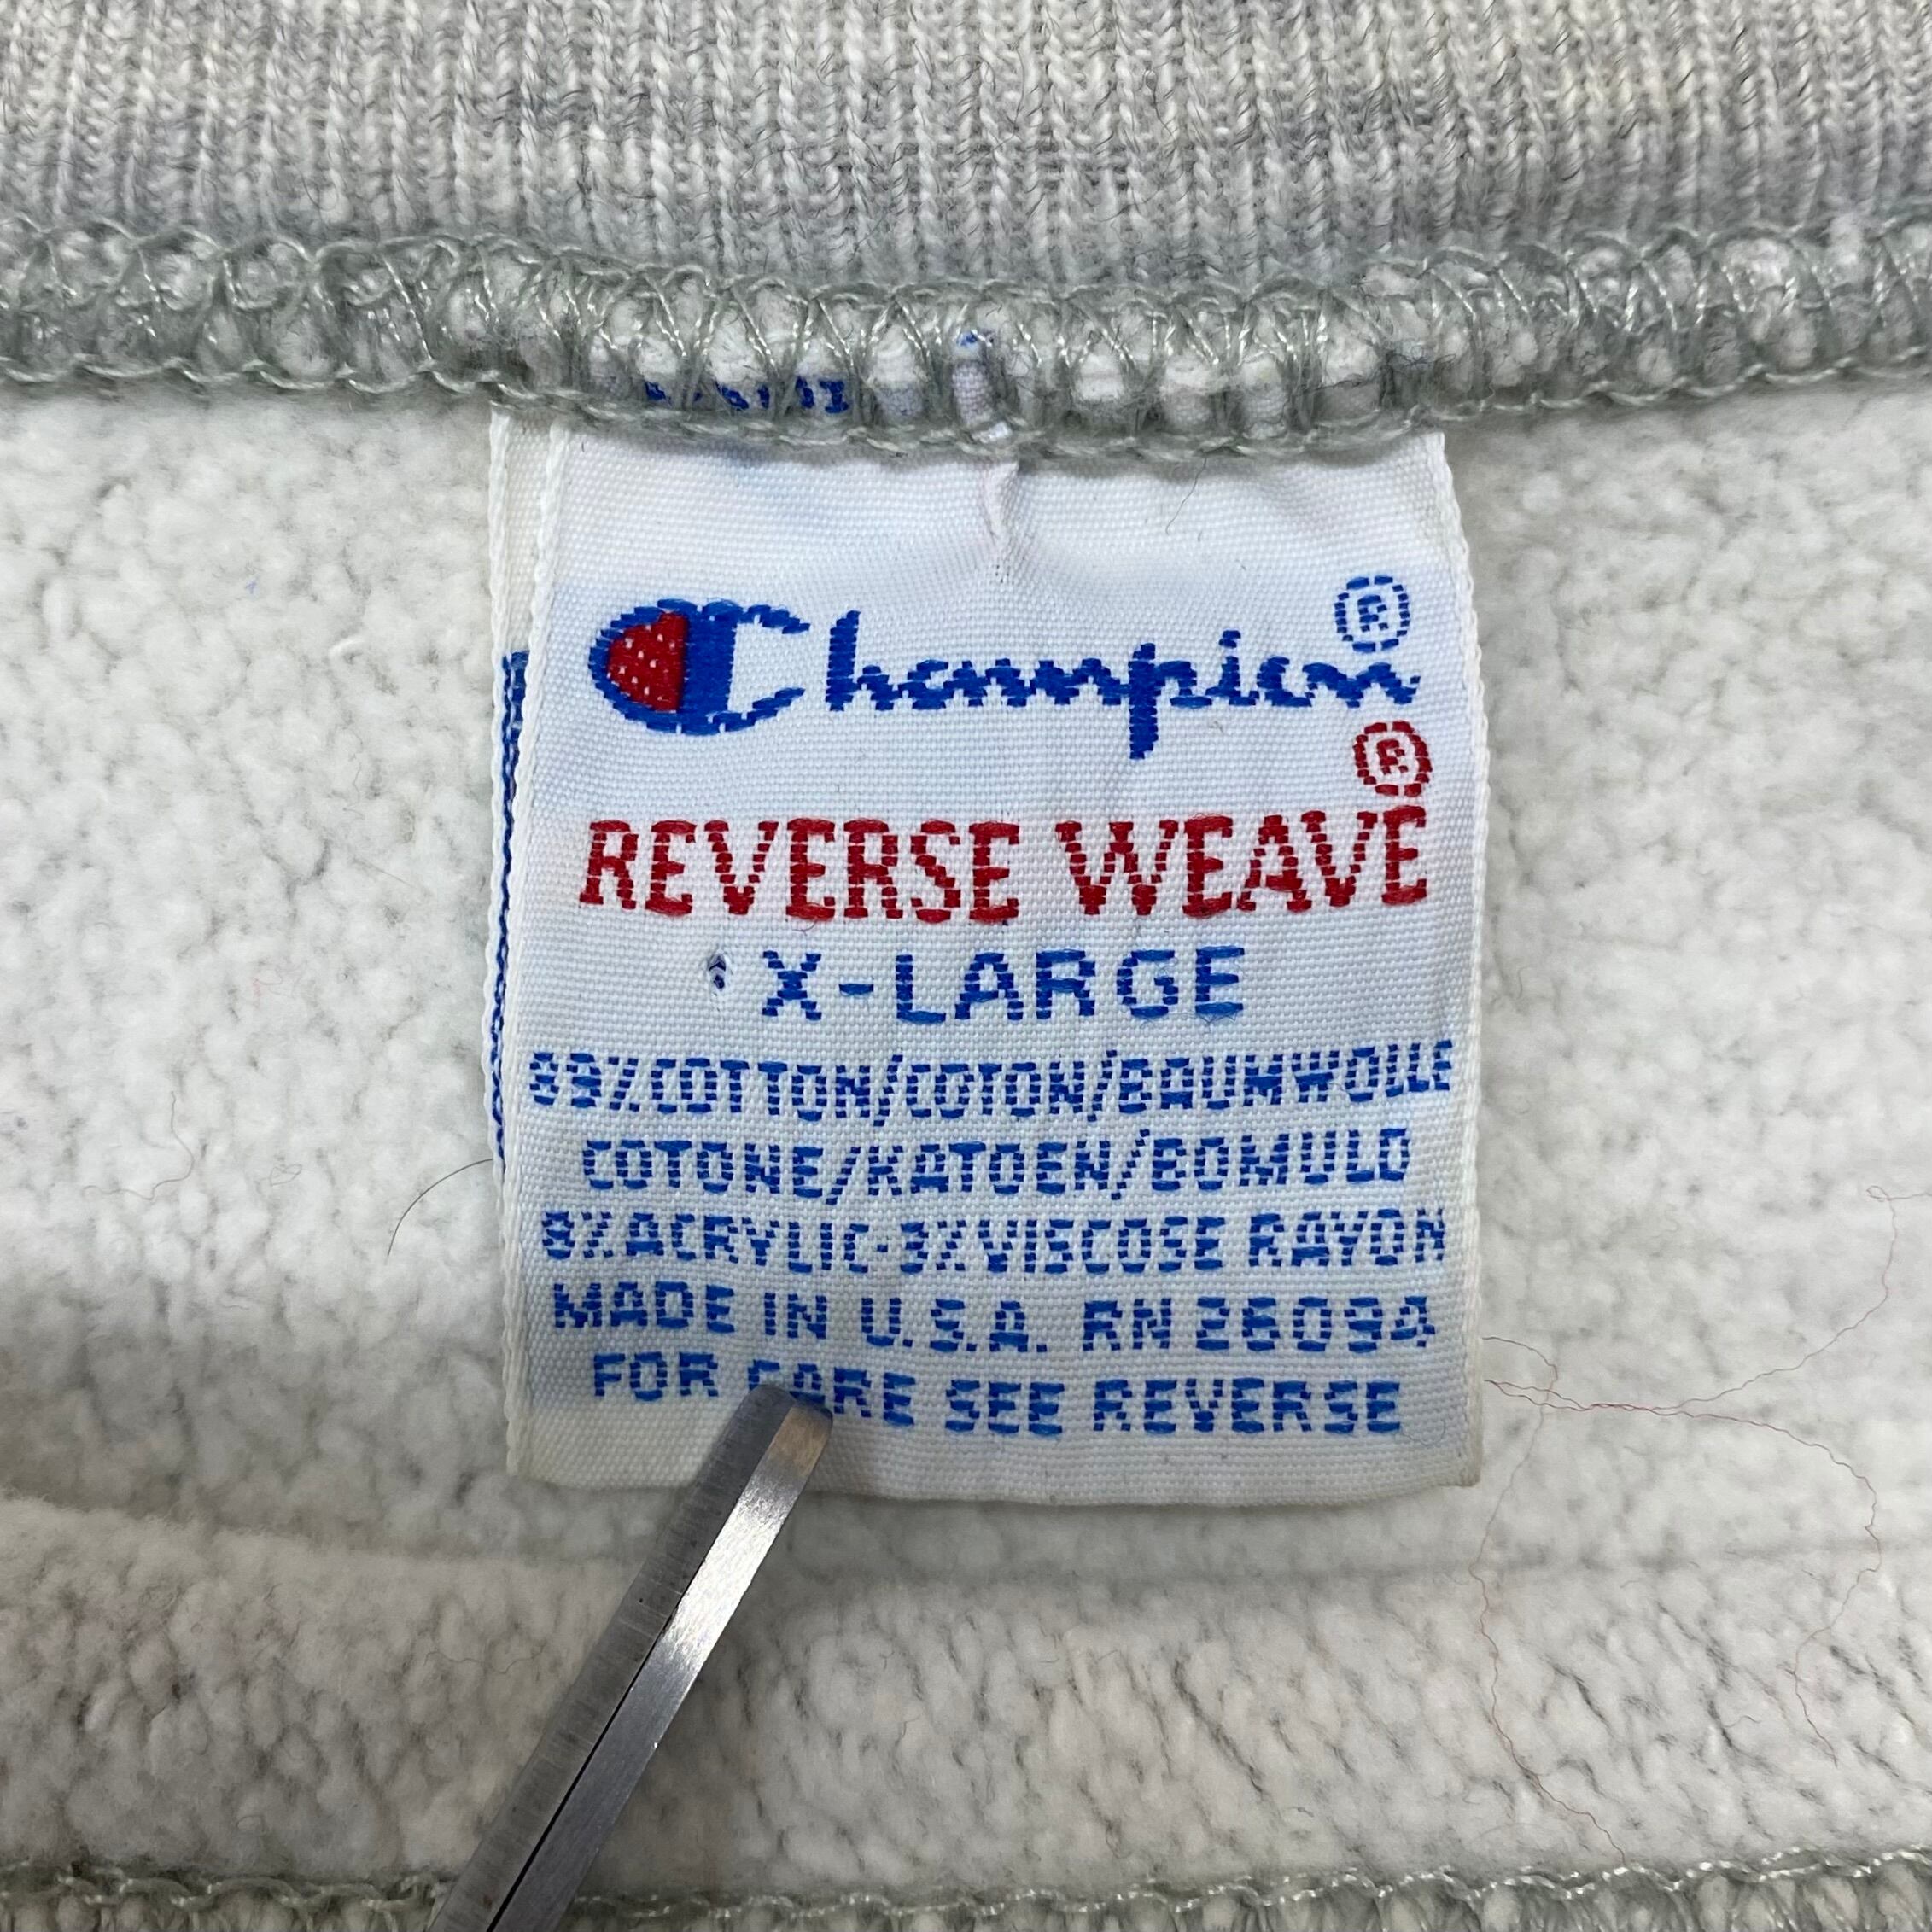 Champion®
REVERSE WEAVE®
X-LARGE
89% COTTON/COTON/BAUMWOLLE
COTONE/KATOEN/BOMULD
8% ACRYLIC-3% VISCOSE RAYON
MADE IN U.S.A. RN 26094
FOR CARE SEE REVERSE